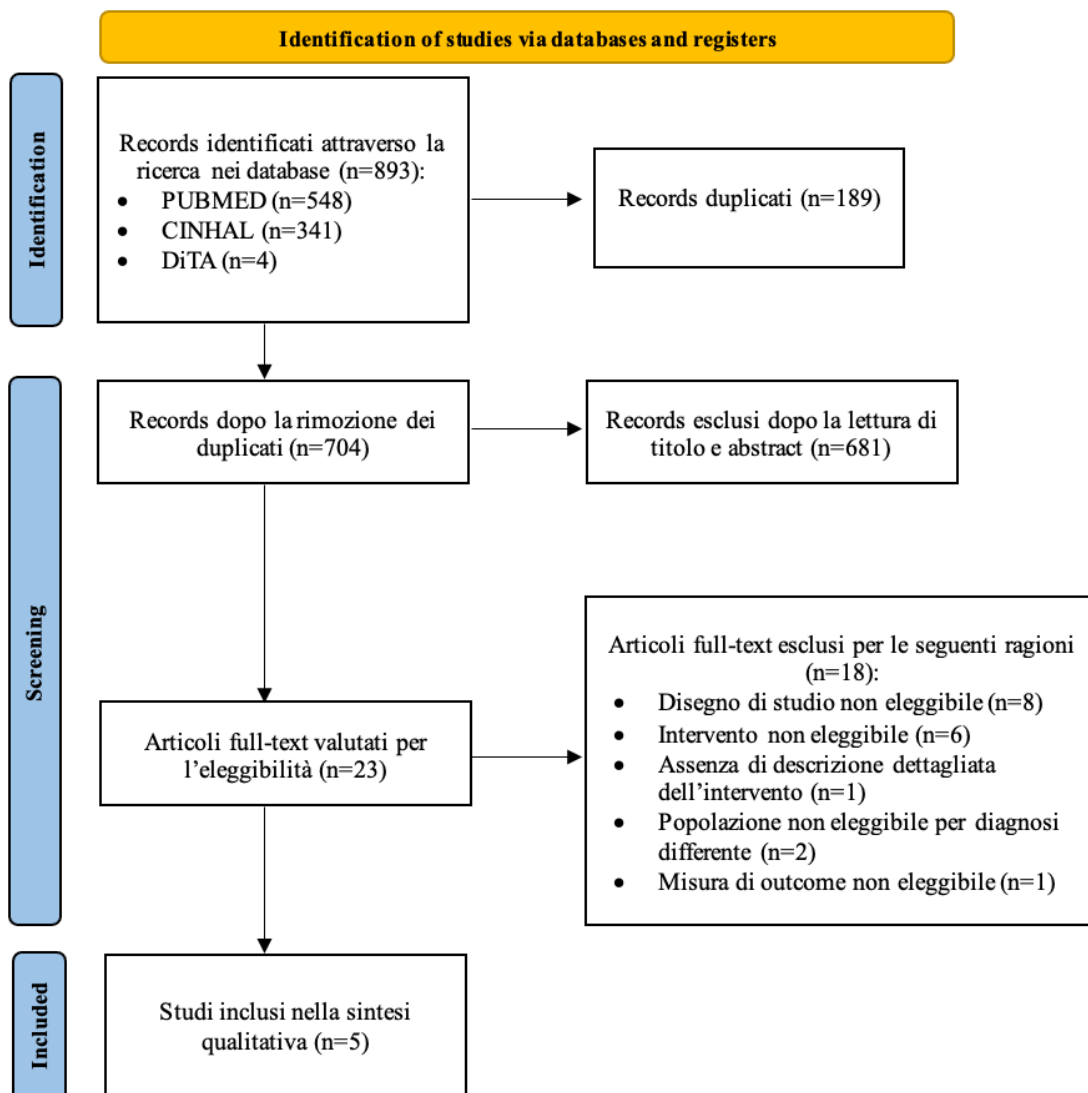 Identification of studies via databases and registers
Identification
Records identificati attraverso la
ricerca nei database (n=893):
• PUBMED (n=548)
• CINHAL (n=341)
• DiTA (n=4)
Records duplicati (n=189)
Screening
Records dopo la rimozione dei
duplicati (n=704)
Records esclusi dopo la lettura di
titolo e abstract (n=681)
Articoli full-text valutati per
l’eleggibilità (n=23)
Articoli full-text esclusi per le seguenti ragioni
(n=18):
• Disegno di studio non eleggibile (n=8)
• Intervento non eleggibile (n=6)
• Assenza di descrizione dettagliata
dell’intervento (n=1)
• Popolazione non eleggibile per diagnosi
differente (n=2)
• Misura di outcome non eleggibile (n=1)
Included
Studi inclusi nella sintesi
qualitativa (n=5)